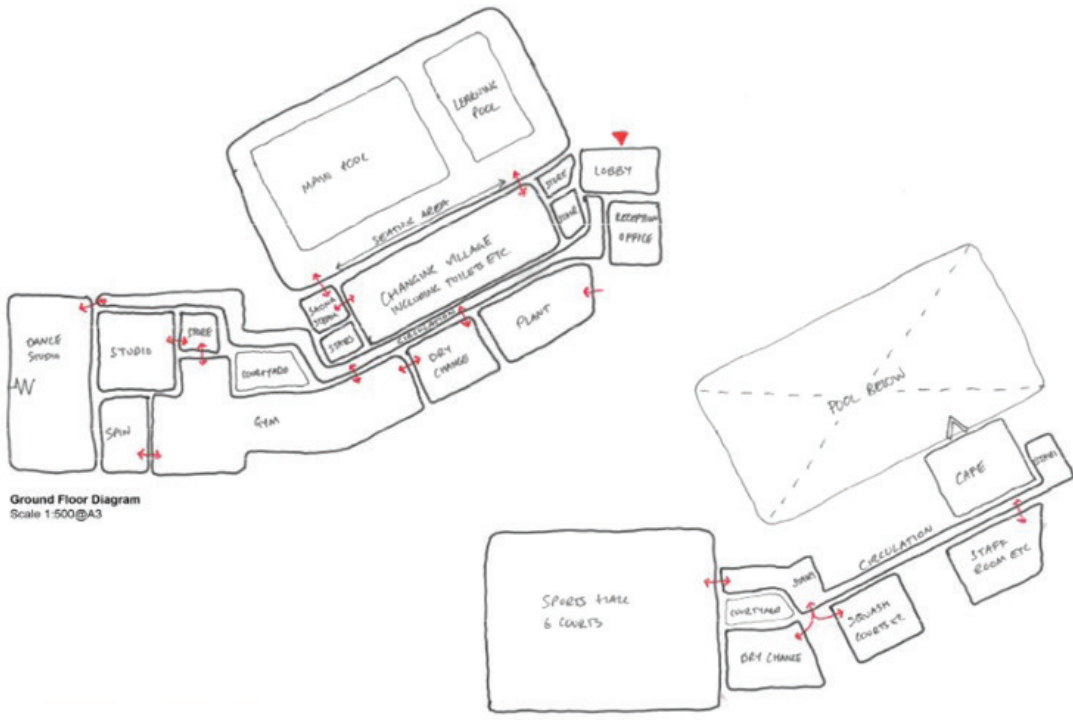 MAIN POOL
LEARNING
POOL
SEATING AREA
STORE
LOBBY
STAIR
RECEPTION
OFFICE
CHANGING VILLAGE
INCLUDING TOILETS ETC.
SAUNA
STEAM
STAIRS
CIRCULATION
DRY
CHANGE
PLANT
DANCE
STUDIO
STUDIO
STORE
COURTYARD
SPIN
GYM
Ground Floor Diagram
Scale 1:500@A3
POOL BELOW
CAFE
STAIRS
CIRCULATION
STAFF
ROOM ETC
STAIRS
SPORTS HALL
6 COURTS
COURTYARD
SQUASH
COURTS X2
DRY CHANGE